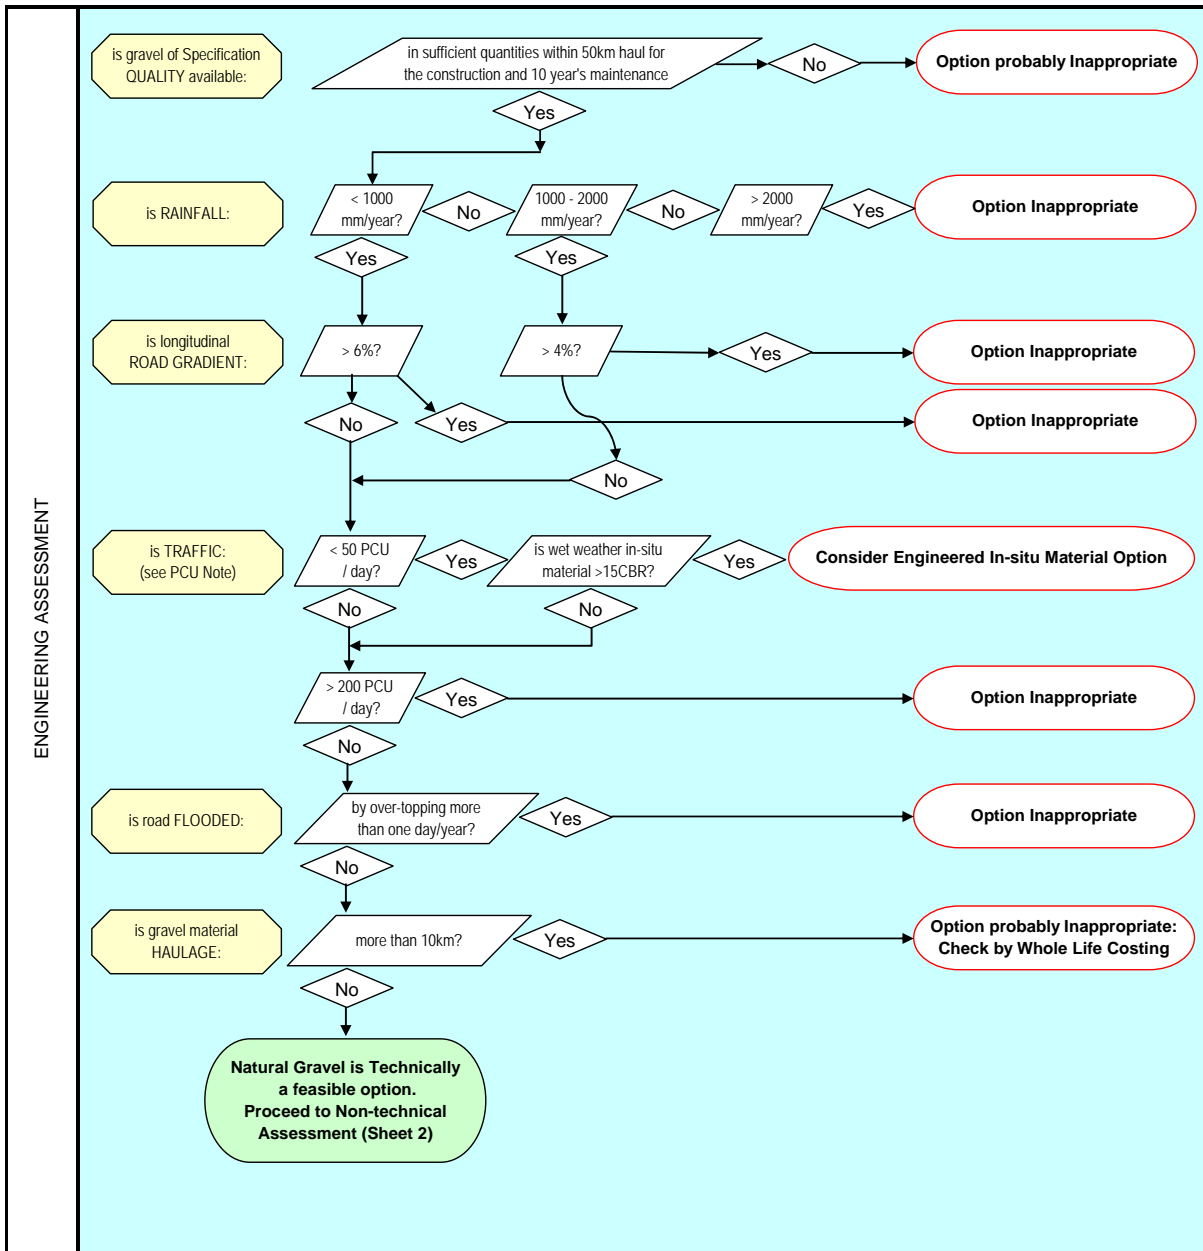 ENGINEERING ASSESSMENT
is gravel of Specification
QUALITY available:
in sufficient quantities within 50km haul for
the construction and 10 year's maintenance
No
Option probably Inappropriate
Yes
is RAINFALL:
< 1000
mm/year?
No
1000 - 2000
mm/year?
No
> 2000
mm/year?
Yes
Option Inappropriate
Yes
Yes
is longitudinal
ROAD GRADIENT:
> 6%?
> 4%?
Yes
Option Inappropriate
No
Yes
Option Inappropriate
No
is TRAFFIC:
(see PCU Note)
< 50 PCU
/ day?
Yes
is wet weather in-situ
material >15CBR?
Yes
Consider Engineered In-situ Material Option
No
No
> 200 PCU
/ day?
Yes
Option Inappropriate
No
is road FLOODED:
by over-topping more
than one day/year?
Yes
Option Inappropriate
No
is gravel material
HAULAGE:
more than 10km?
Yes
Option probably Inappropriate:
Check by Whole Life Costing
No
Natural Gravel is Technically
a feasible option.
Proceed to Non-technical
Assessment (Sheet 2)